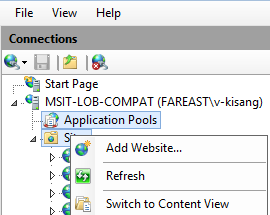 File View Help
Connections
Start Page
MSIT-LOB-COMPAT (FAREAST\v-kisang)
Application Pools
Add Website...
Refresh
Switch to Content View